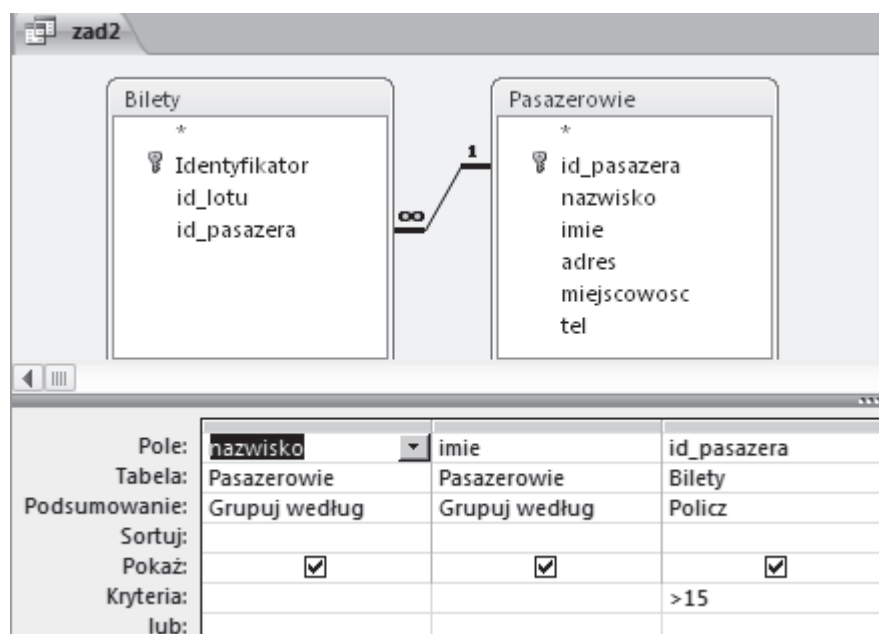 zad2
Bilety
*
Identyfikator
id_lotu
id_pasazera
∞
1
Pasazerowie
*
id_pasazera
nazwisko
imie
adres
miejscowosc
tel
Pole: nazwisko imie id_pasazera
Tabela: Pasazerowie Pasazerowie Bilety
Podsumowanie: Grupuj według Grupuj według Policz
Sortuj:
Pokaż:
Kryteria: >15
lub: